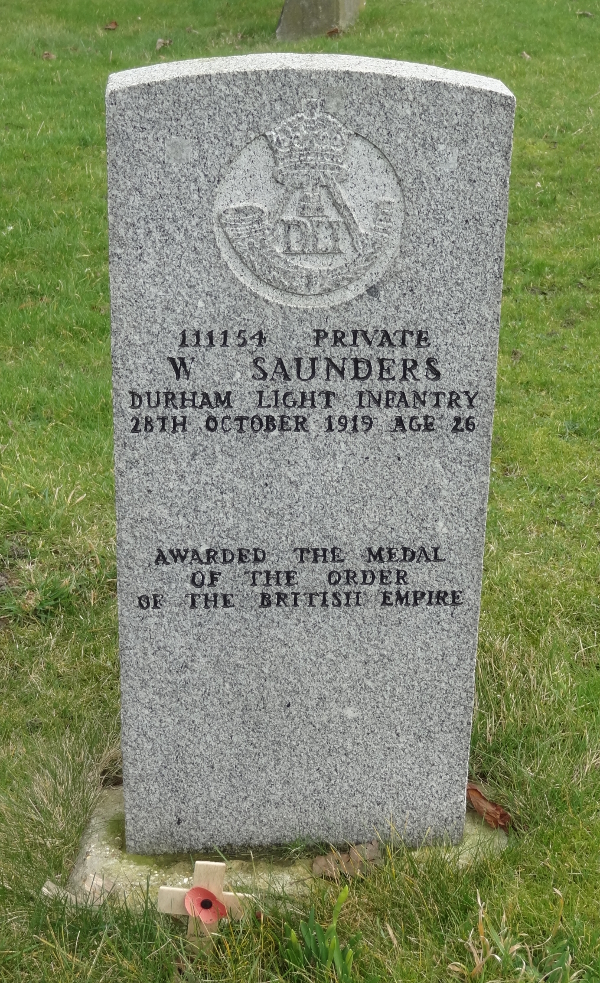 DLI
111154 PRIVATE
W SAUNDERS
DURHAM LIGHT INFANTRY
28TH OCTOBER 1919 AGE 26
AWARDED THE MEDAL
OF THE ORDER
OF THE BRITISH EMPIRE